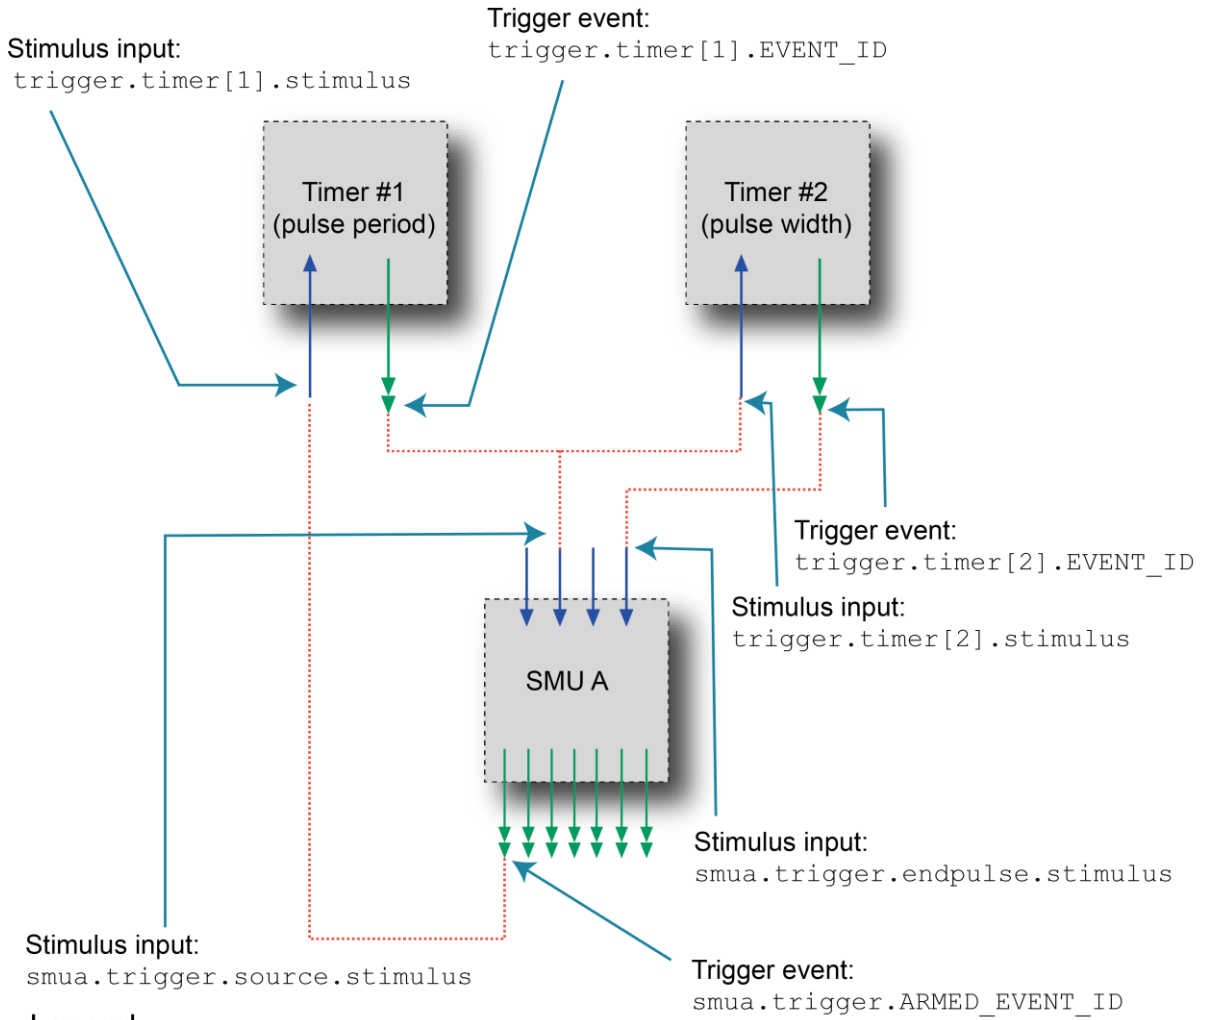 Trigger event:
trigger.timer[1].EVENT_ID
Stimulus input:
trigger.timer[1].stimulus
Timer #1
(pulse period)
Timer #2
(pulse width)
Trigger event:
trigger.timer[2].EVENT_ID
Stimulus input:
trigger.timer[2].stimulus
SMU A
Stimulus input:
smua.trigger.endpulse.stimulus
Stimulus input:
smua.trigger.source.stimulus
Trigger event:
smua.trigger.ARMED_EVENT_ID